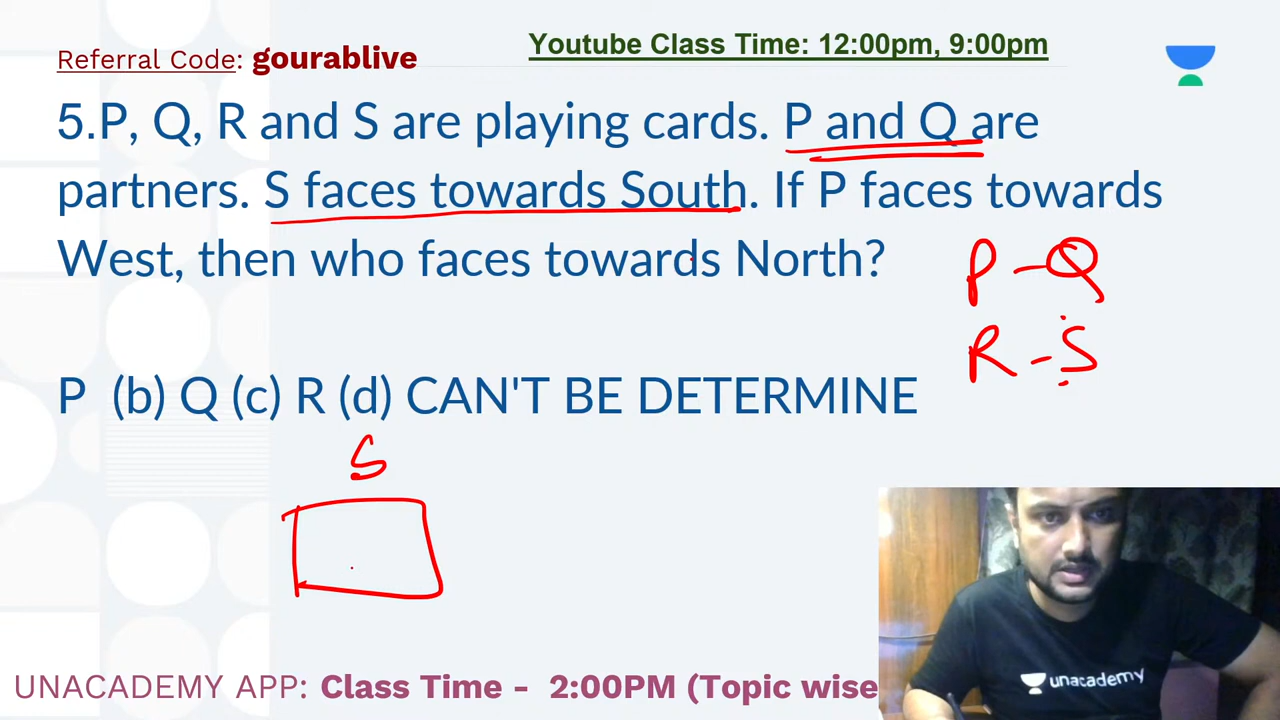 Referral Code: gourablive
Youtube Class Time: 12:00pm, 9:00pm
5.P, Q, R and S are playing cards. P and Q are
partners. S faces towards South. If P faces towards
West, then who faces towards North?
P - Q
R - S
P (b) Q (c) R (d) CAN'T BE DETERMINE
S
unacademy
UNACADEMY APP: Class Time - 2:00PM (Topic wise